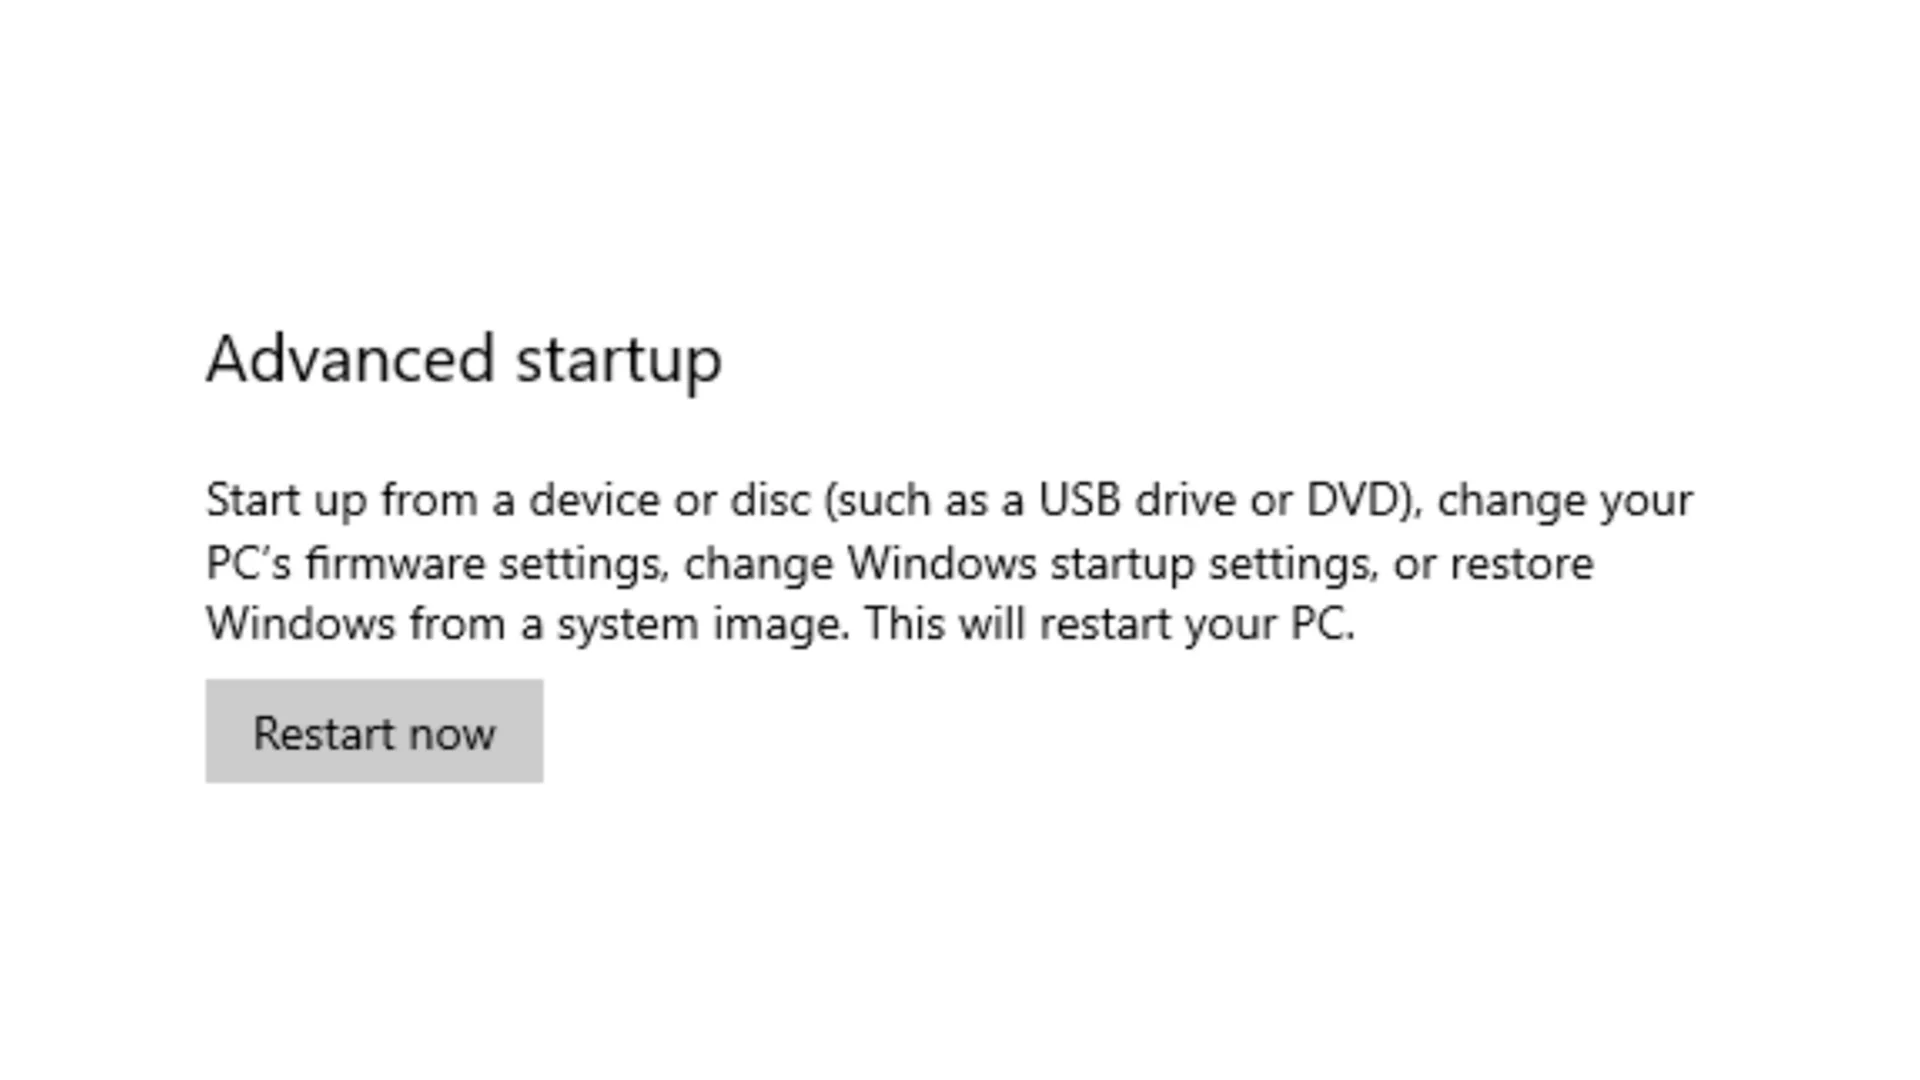 Advanced startup
Start up from a device or disc (such as a USB drive or DVD), change your
PC’s firmware settings, change Windows startup settings, or restore
Windows from a system image. This will restart your PC.
Restart now